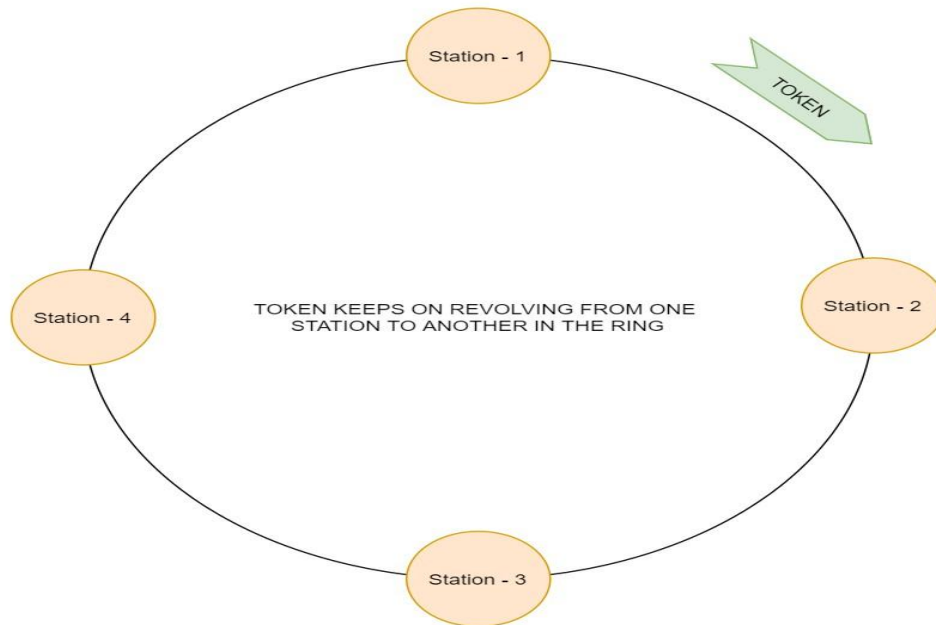 Station - 1
TOKEN
Station - 2
TOKEN KEEPS ON REVOLVING FROM ONE
STATION TO ANOTHER IN THE RING
Station - 4
Station - 3